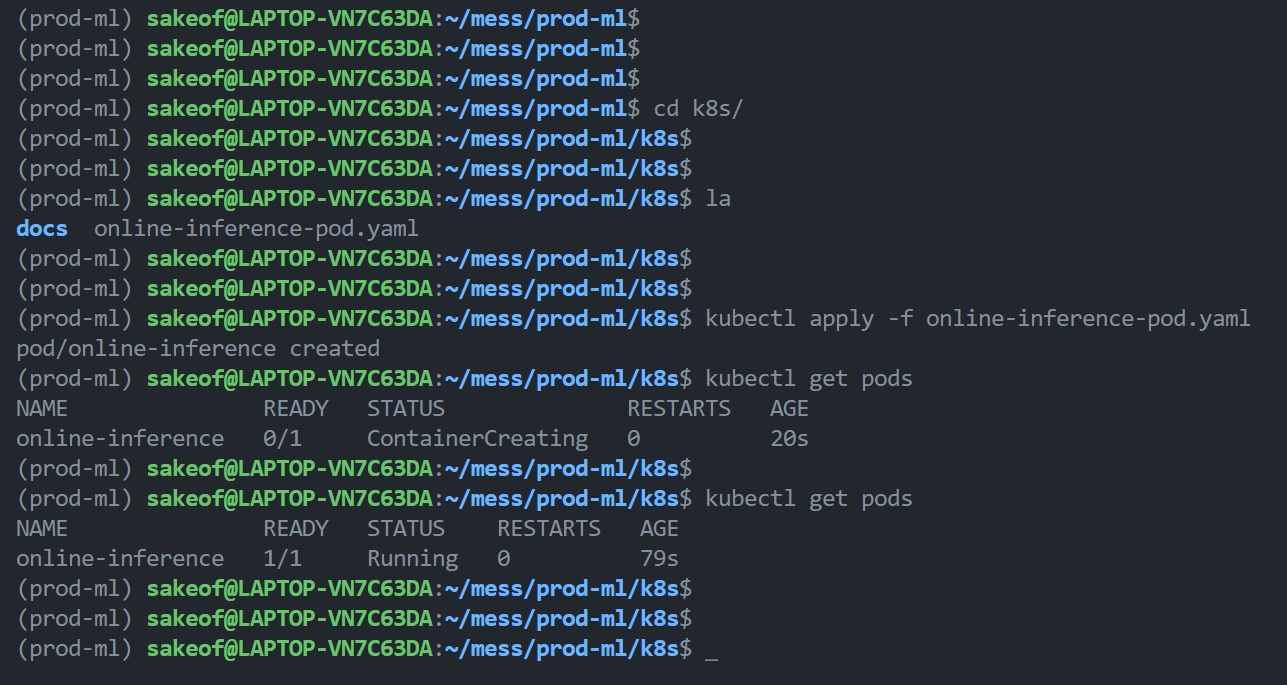 (prod-ml) sakeof@LAPTOP-VN7C63DA:~/mess/prod-ml$
(prod-ml) sakeof@LAPTOP-VN7C63DA:~/mess/prod-ml$
(prod-ml) sakeof@LAPTOP-VN7C63DA:~/mess/prod-ml$
(prod-ml) sakeof@LAPTOP-VN7C63DA:~/mess/prod-ml$ cd k8s/
(prod-ml) sakeof@LAPTOP-VN7C63DA:~/mess/prod-ml/k8s$
(prod-ml) sakeof@LAPTOP-VN7C63DA:~/mess/prod-ml/k8s$
(prod-ml) sakeof@LAPTOP-VN7C63DA:~/mess/prod-ml/k8s$ la
docs  online-inference-pod.yaml
(prod-ml) sakeof@LAPTOP-VN7C63DA:~/mess/prod-ml/k8s$
(prod-ml) sakeof@LAPTOP-VN7C63DA:~/mess/prod-ml/k8s$
(prod-ml) sakeof@LAPTOP-VN7C63DA:~/mess/prod-ml/k8s$ kubectl apply -f online-inference-pod.yaml
pod/online-inference created
(prod-ml) sakeof@LAPTOP-VN7C63DA:~/mess/prod-ml/k8s$ kubectl get pods
NAME               READY   STATUS              RESTARTS   AGE
online-inference   0/1     ContainerCreating   0          20s
(prod-ml) sakeof@LAPTOP-VN7C63DA:~/mess/prod-ml/k8s$
(prod-ml) sakeof@LAPTOP-VN7C63DA:~/mess/prod-ml/k8s$ kubectl get pods
NAME               READY   STATUS    RESTARTS   AGE
online-inference   1/1     Running   0          79s
(prod-ml) sakeof@LAPTOP-VN7C63DA:~/mess/prod-ml/k8s$
(prod-ml) sakeof@LAPTOP-VN7C63DA:~/mess/prod-ml/k8s$
(prod-ml) sakeof@LAPTOP-VN7C63DA:~/mess/prod-ml/k8s$ _